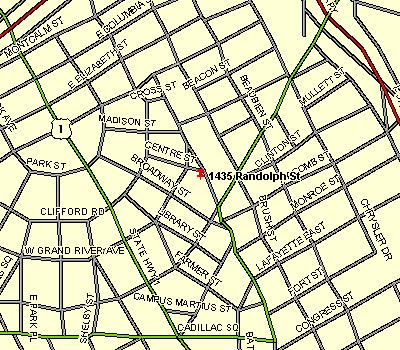 E COLUMBIA
MONTCALM ST
E ELIZABETH ST
BEACON ST
CROSS ST
BEAUBIEN ST
MULLETT ST
MADISON ST
1
CENTRE ST
CLINTON ST
PARK ST
BROADWAY ST
1435 Randolph St
COMB ST
MONROE ST
CLIFFORD RD
LIBRARY ST
BRUSH ST
CHRYSLER DR
STATE HWY 1
W GRAND RIVER AVE
LAFAYETTE EAST
FARMER ST
FORT ST
E PARK PL
SHELBY ST
CAMPUS MARTIUS ST
CONGRESS ST
CADILLAC SQ